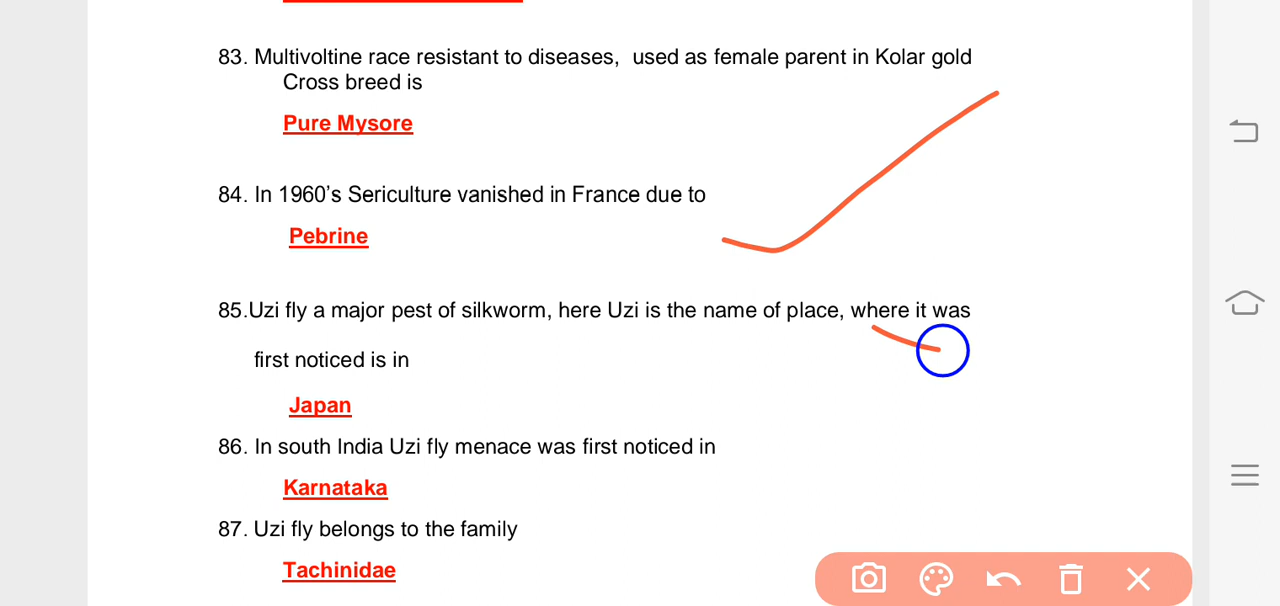 83. Multivoltine race resistant to diseases,  used as female parent in Kolar gold
Cross breed is
Pure Mysore
84. In 1960’s Sericulture vanished in France due to
Pebrine
85.Uzi fly a major pest of silkworm, here Uzi is the name of place, where it was
first noticed is in
Japan
86. In south India Uzi fly menace was first noticed in
Karnataka
87. Uzi fly belongs to the family
Tachinidae